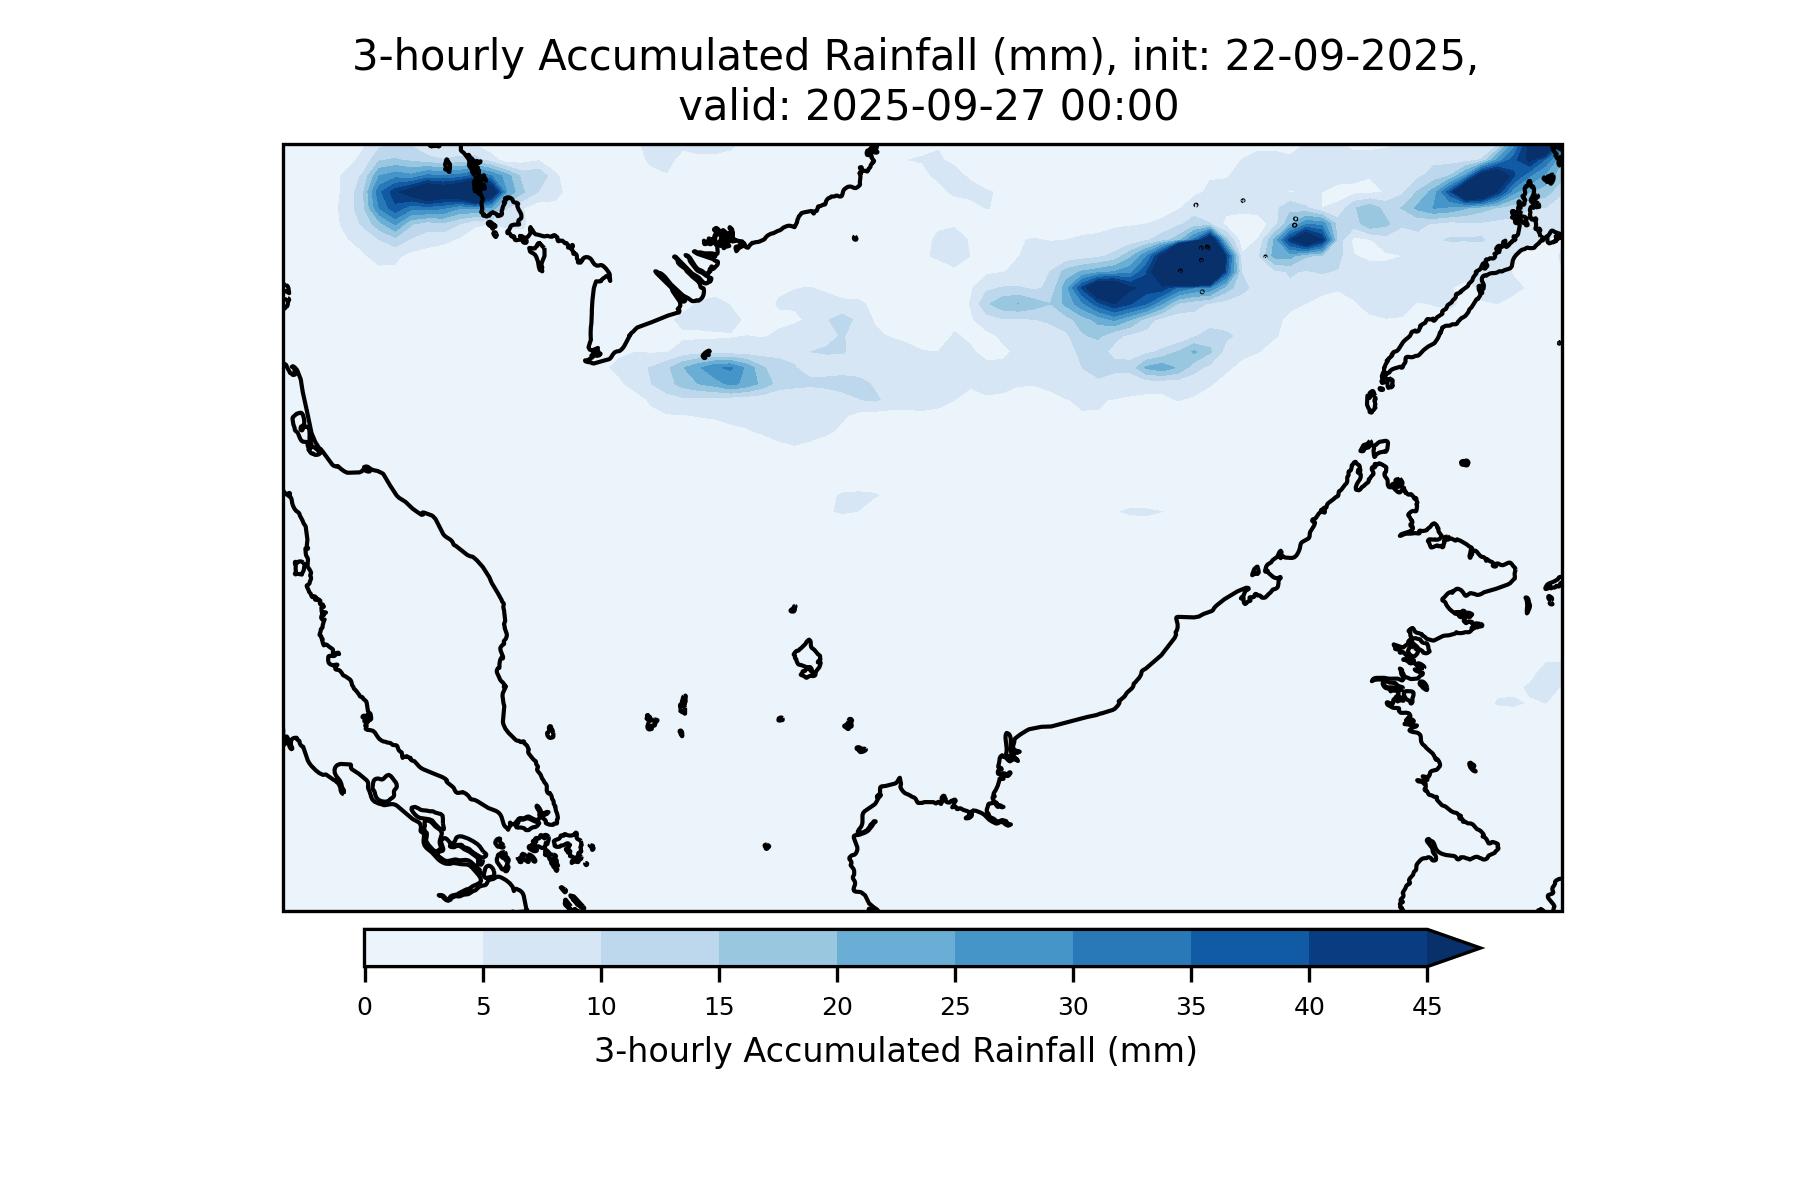 3-hourly Accumulated Rainfall (mm), init: 22-09-2025,
valid: 2025-09-27 00:00
0 5 10 15 20 25 30 35 40 45
3-hourly Accumulated Rainfall (mm)